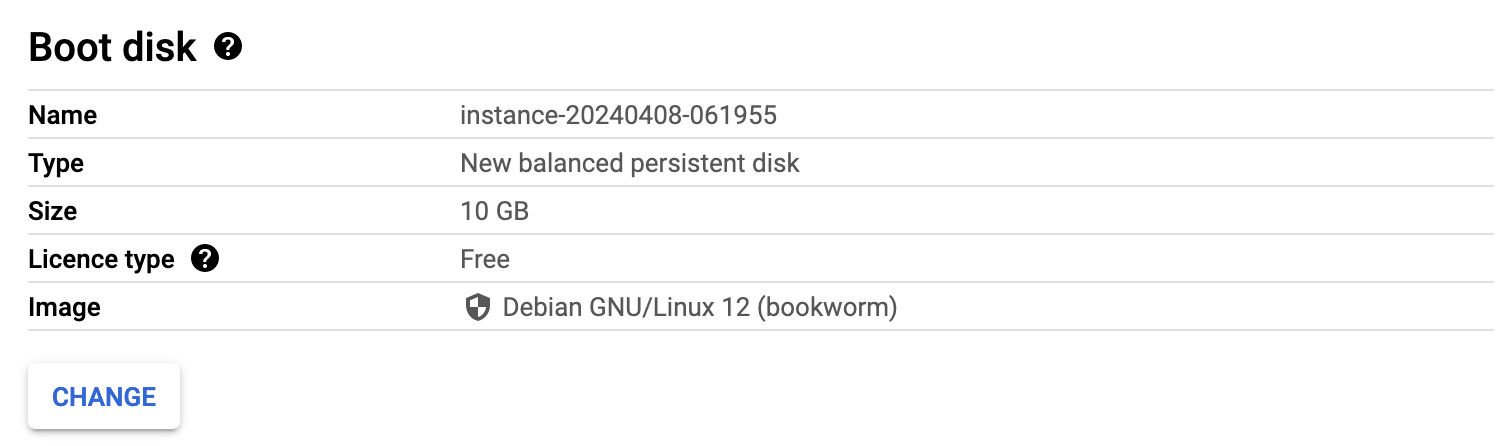 Boot disk
Name instance-20240408-061955
Type New balanced persistent disk
Size 10 GB
Licence type Free
Image Debian GNU/Linux 12 (bookworm)
CHANGE